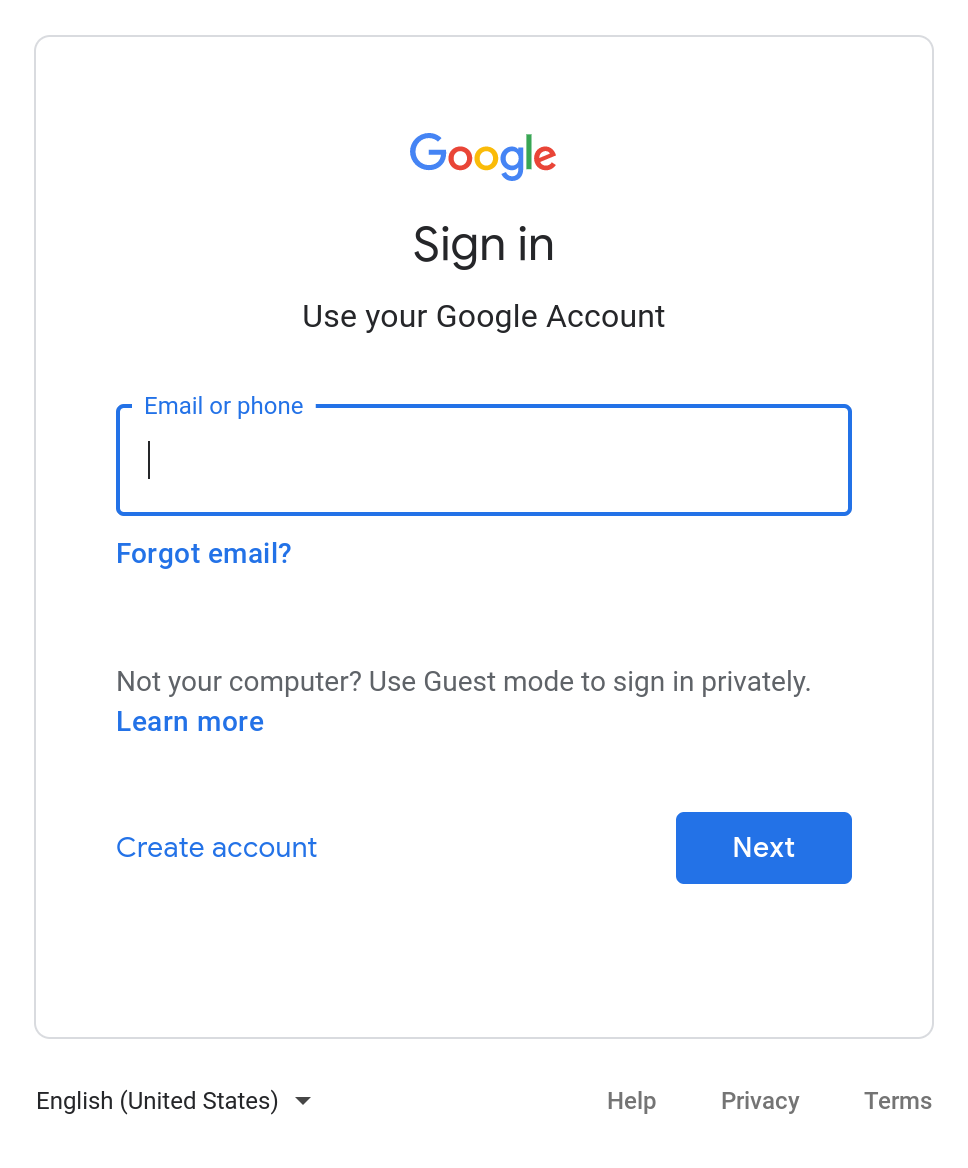 Google
Sign in
Use your Google Account
Email or phone
Forgot email?
Not your computer? Use Guest mode to sign in privately.
Learn more
Create account
Next
English (United States)
Help Privacy Terms